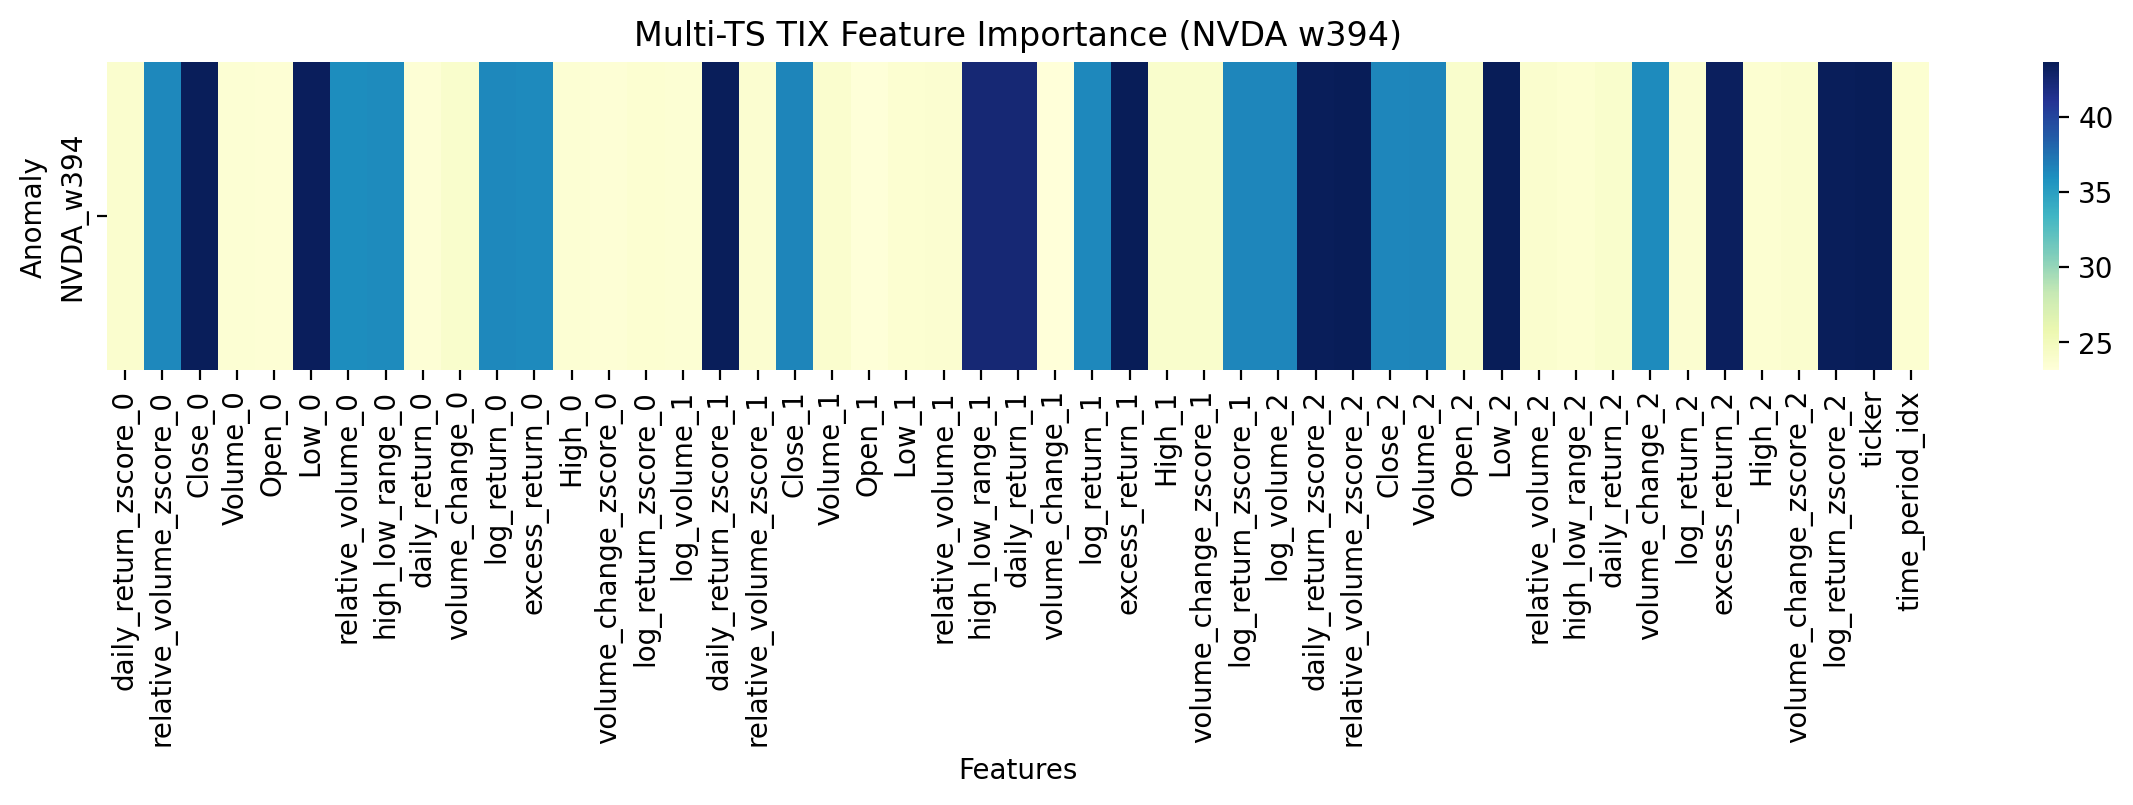 Multi-TS TIX Feature Importance (NVDA w394)
Anomaly
NVDA_w394
40
35
30
25
daily_return_zscore_0
relative_volume_zscore_0
Close_0
Volume_0
Open_0
Low_0
relative_volume_0
high_low_range_0
daily_return_0
volume_change_0
log_return_0
excess_return_0
High_0
volume_change_zscore_0
log_return_zscore_0
log_volume_1
daily_return_zscore_1
relative_volume_zscore_1
Close_1
Volume_1
Open_1
Low_1
relative_volume_1
high_low_range_1
daily_return_1
volume_change_1
log_return_1
excess_return_1
High_1
volume_change_zscore_1
log_return_zscore_1
log_volume_2
daily_return_zscore_2
relative_volume_zscore_2
Close_2
Volume_2
Open_2
Low_2
relative_volume_2
high_low_range_2
daily_return_2
volume_change_2
log_return_2
excess_return_2
High_2
volume_change_zscore_2
log_return_zscore_2
ticker
time_period_idx
Features